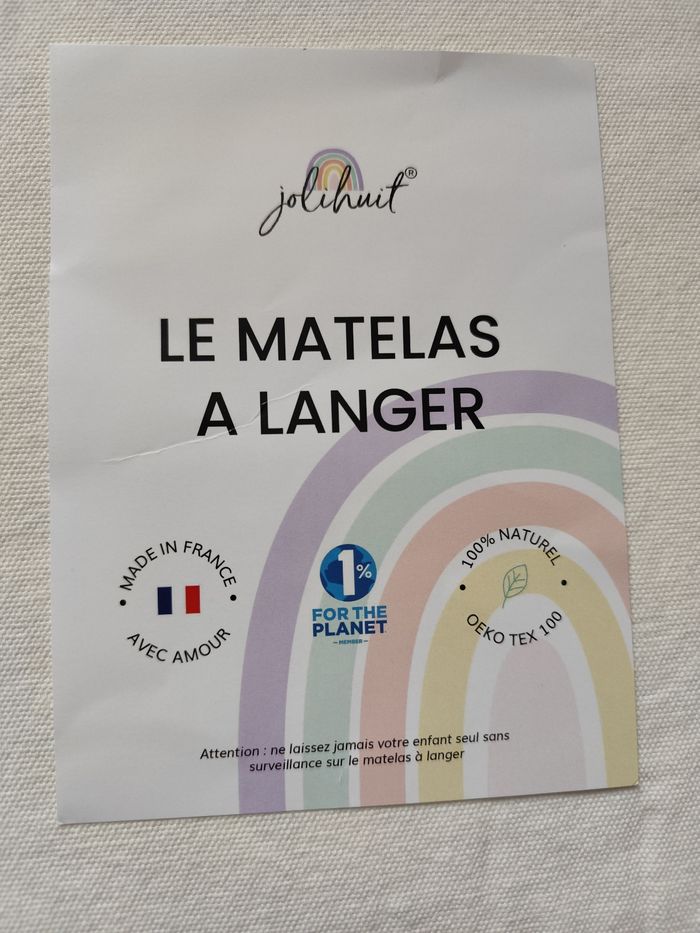 jolihuit®
LE MATELAS
A LANGER
MADE IN FRANCE
AVEC AMOUR
1%
FOR THE
PLANET
MEMBER
100% NATUREL
OEKO TEX 100
Attention : ne laissez jamais votre enfant seul sans
surveillance sur le matelas à langer